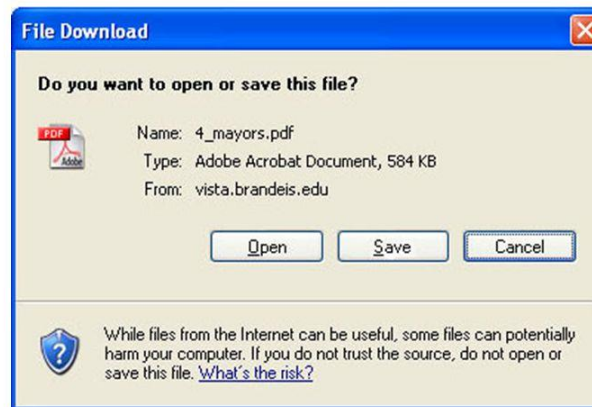 File Download
Do you want to open or save this file?
PDF
Adobe
Name: 4_mayors.pdf
Type: Adobe Acrobat Document, 584 KB
From: vista.brandeis.edu
Open Save Cancel
While files from the Internet can be useful, some files can potentially
harm your computer. If you do not trust the source, do not open or
save this file. What's the risk?